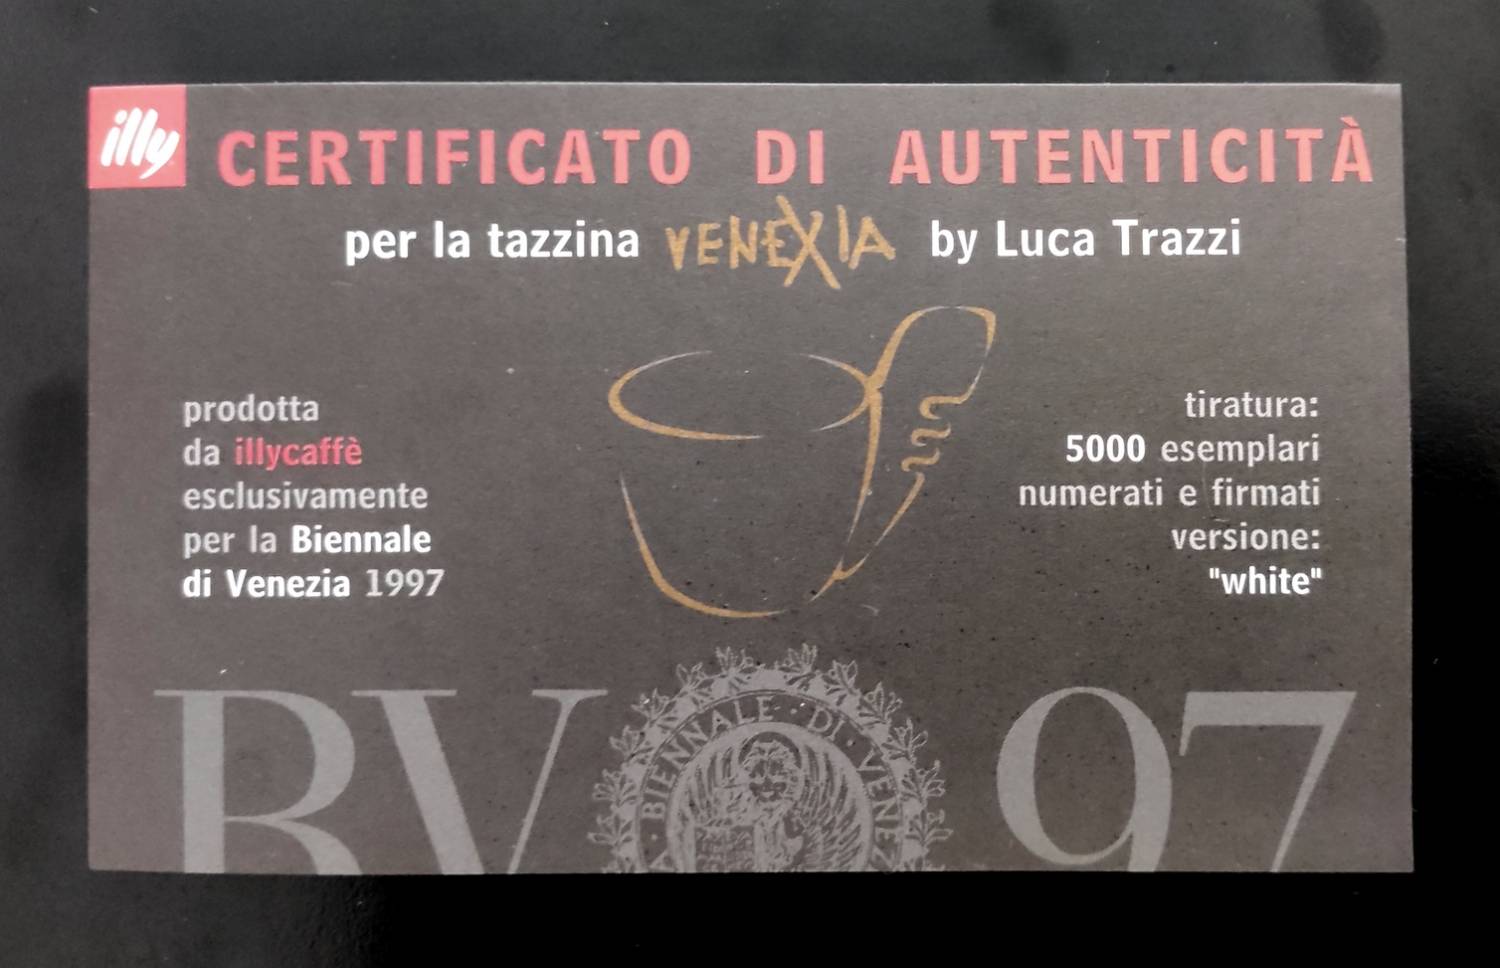 illy
CERTIFICATO DI AUTENTICITÀ
per la tazzina VENEXIA by Luca Trazzi
prodotta
da illycaffè
esclusivamente
per la Biennale
di Venezia 1997
tiratura:
5000 esemplari
numerati e firmati
versione:
"white"
BV 97
BIENNALE · DI · VENEZ